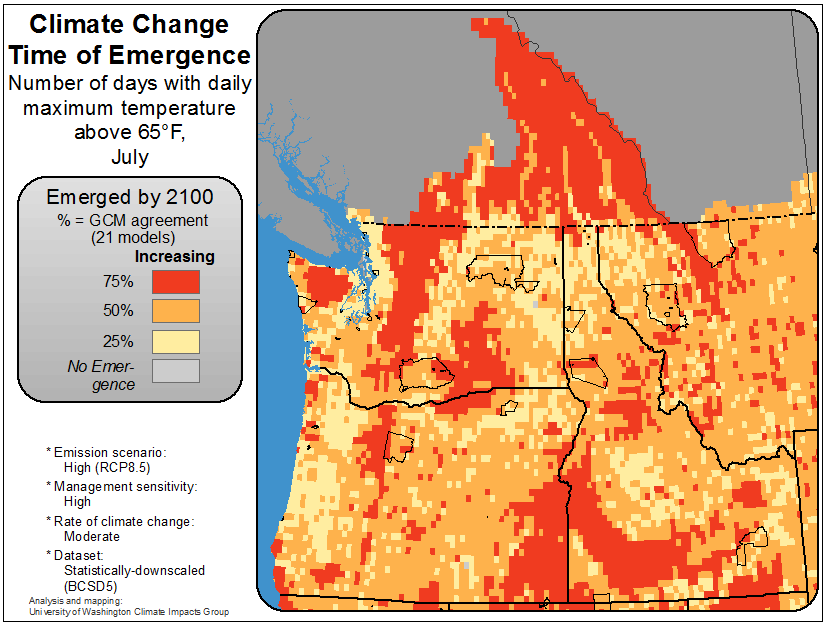 Climate Change
Time of Emergence
Number of days with daily
maximum temperature
above 65°F,
July
Emerged by 2100
% = GCM agreement
(21 models)
Increasing
75%
50%
25%
No Emer-
gence
* Emission scenario:
High (RCP8.5)
* Management sensitivity:
High
* Rate of climate change:
Moderate
* Dataset:
Statistically-downscaled
(BCSD5)
Analysis and mapping:
University of Washington Climate Impacts Group